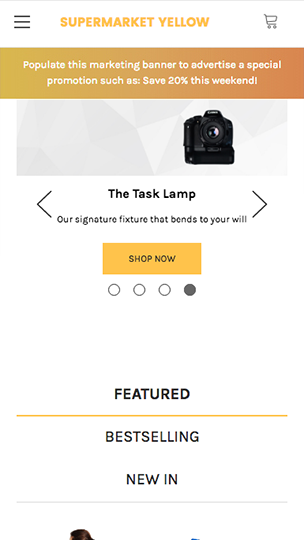 SUPERMARKET YELLOW
Populate this marketing banner to advertise a special
promotion such as: Save 20% this weekend!
The Task Lamp
Our signature fixture that bends to your will
SHOP NOW
FEATURED
BESTSELLING
NEW IN